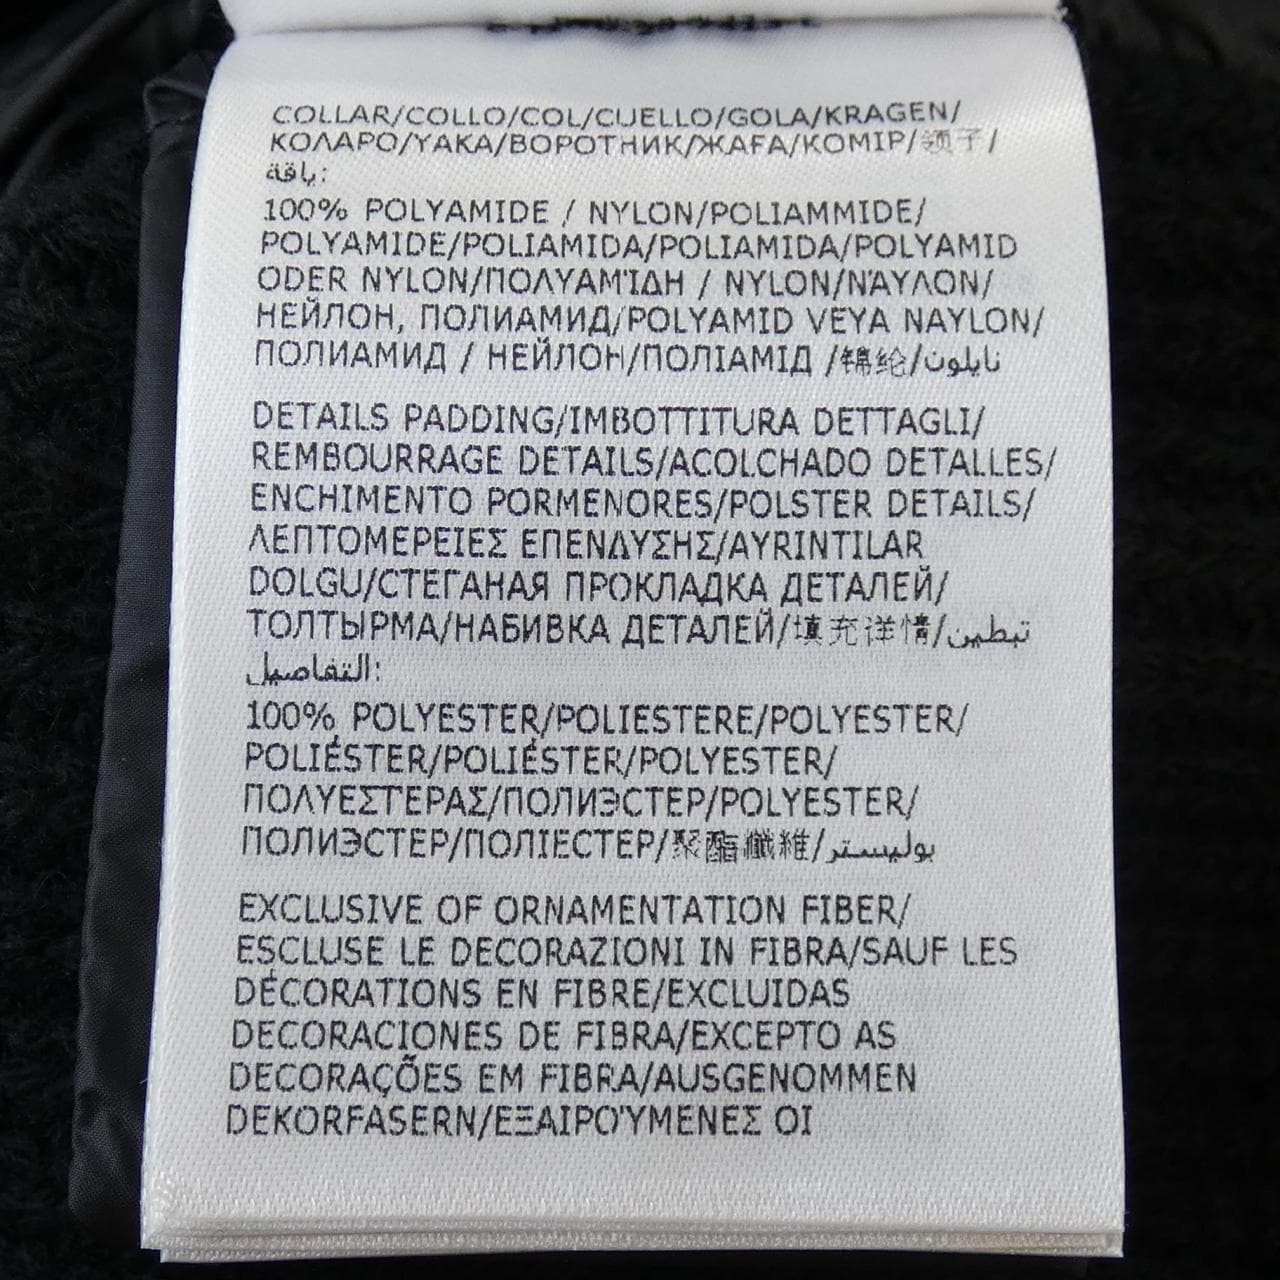 COLLAR/COLLO/COL/CUELLO/GOLA/KRAGEN/
ΚΟΛΑΡΟ/YAKA/ВОРОТНИК/ЖАҒА/КОМІР/领子/
ياقة:
100% POLYAMIDE / NYLON/POLIAMMIDE/
POLYAMIDE/POLIAMIDA/POLIAMIDA/POLYAMID
ODER NYLON/ΠΟΛΥΑΜΊΔΗ / NYLON/ΝΆΥΛΟΝ/
НЕЙЛОН, ПОЛИАМИД/POLYAMID VEYA NAYLON/
ПОЛИАМИД / НЕЙЛОН/ПОЛІАМІД /锦纶/نايلون
DETAILS PADDING/IMBOTTITURA DETTAGLI/
REMBOURRAGE DETAILS/ACOLCHADO DETALLES/
ENCHIMENTO PORMENORES/POLSTER DETAILS/
ΛΕΠΤΟΜΕΡΕΙΕΣ ΕΠΕΝΔΥΣΗΣ/AYRINTILAR
DOLGU/СТЕГАНАЯ ПРОКЛАДКА ДЕТАЛЕЙ/
ТОЛТЫРМА/НАБИВКА ДЕТАЛЕЙ/填充详情/تبطين
التفاصيل:
100% POLYESTER/POLIESTERE/POLYESTER/
POLIÉSTER/POLIÉSTER/POLYESTER/
ΠΟΛΥΕΣΤΕΡΑΣ/ПОЛИЭСТЕР/POLYESTER/
ПОЛИЭСТЕР/ПОЛІЕСТЕР/聚酯纖維/بوليستر
EXCLUSIVE OF ORNAMENTATION FIBER/
ESCLUSE LE DECORAZIONI IN FIBRA/SAUF LES
DÉCORATIONS EN FIBRE/EXCLUIDAS
DECORACIONES DE FIBRA/EXCEPTO AS
DECORAÇÕES EM FIBRA/AUSGENOMMEN
DEKORFASERN/ΕΞΑΙΡΟΎΜΕΝΕΣ ΟΙ